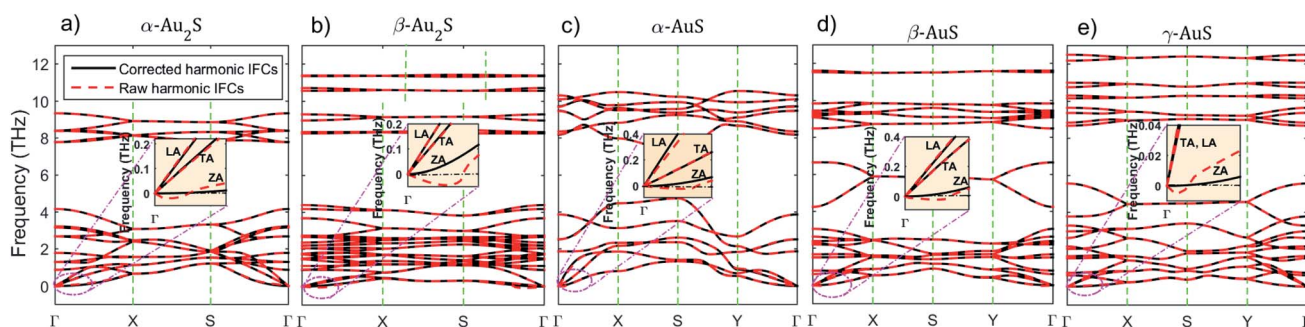 a) α-Au₂S
b) β-Au₂S
c) α-AuS
d) β-AuS
e) γ-AuS
Frequency (THz)
12
10
8
6
4
2
0
Corrected harmonic IFCs
Raw harmonic IFCs
Frequency (THz)
0.2
0.1
0
LA
TA
ZA
Γ
Γ
X
S
Γ
Frequency (THz)
0.2
0.1
0
LA
TA
ZA
Γ
Γ
X
S
Γ
Frequency (THz)
0.4
0.2
0
LA
TA
ZA
Γ
Γ
X
S
Y
Γ
Frequency (THz)
0.4
0.2
0
LA
TA
ZA
Γ
Γ
X
S
Y
Γ
Frequency (THz)
0.04
0.02
0
TA, LA
ZA
Γ
Γ
X
S
Y
Γ